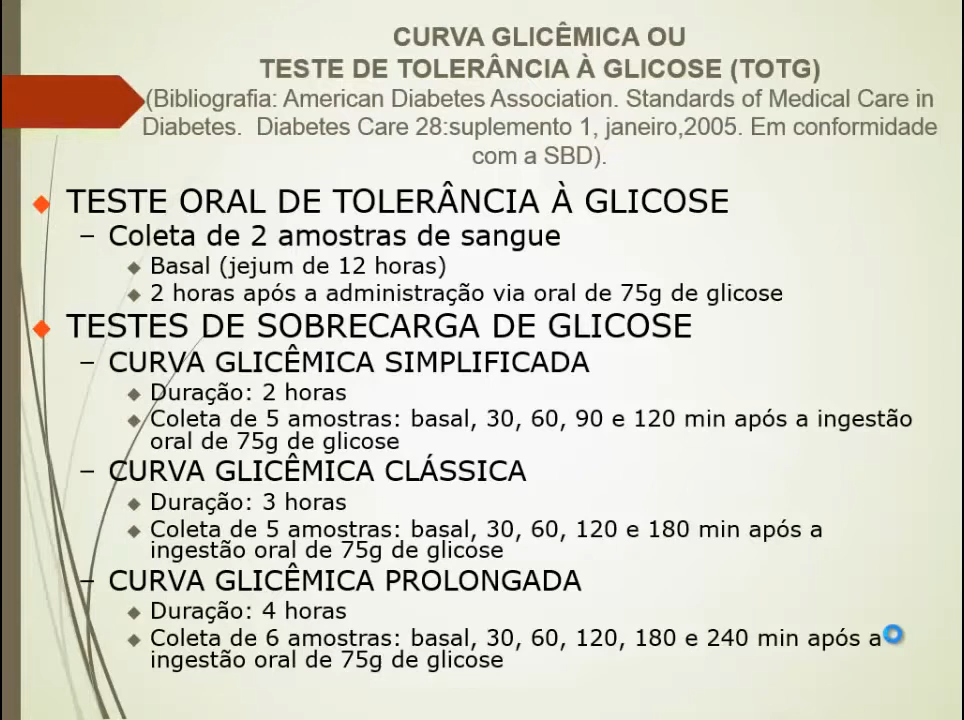 CURVA GLICÊMICA OU
TESTE DE TOLERÂNCIA À GLICOSE (TOTG)
(Bibliografia: American Diabetes Association. Standards of Medical Care in
Diabetes.  Diabetes Care 28:suplemento 1, janeiro,2005. Em conformidade
com a SBD).
TESTE ORAL DE TOLERÂNCIA À GLICOSE
– Coleta de 2 amostras de sangue
Basal (jejum de 12 horas)
2 horas após a administração via oral de 75g de glicose
TESTES DE SOBRECARGA DE GLICOSE
– CURVA GLICÊMICA SIMPLIFICADA
Duração: 2 horas
Coleta de 5 amostras: basal, 30, 60, 90 e 120 min após a ingestão
oral de 75g de glicose
– CURVA GLICÊMICA CLÁSSICA
Duração: 3 horas
Coleta de 5 amostras: basal, 30, 60, 120 e 180 min após a
ingestão oral de 75g de glicose
– CURVA GLICÊMICA PROLONGADA
Duração: 4 horas
Coleta de 6 amostras: basal, 30, 60, 120, 180 e 240 min após a
ingestão oral de 75g de glicose